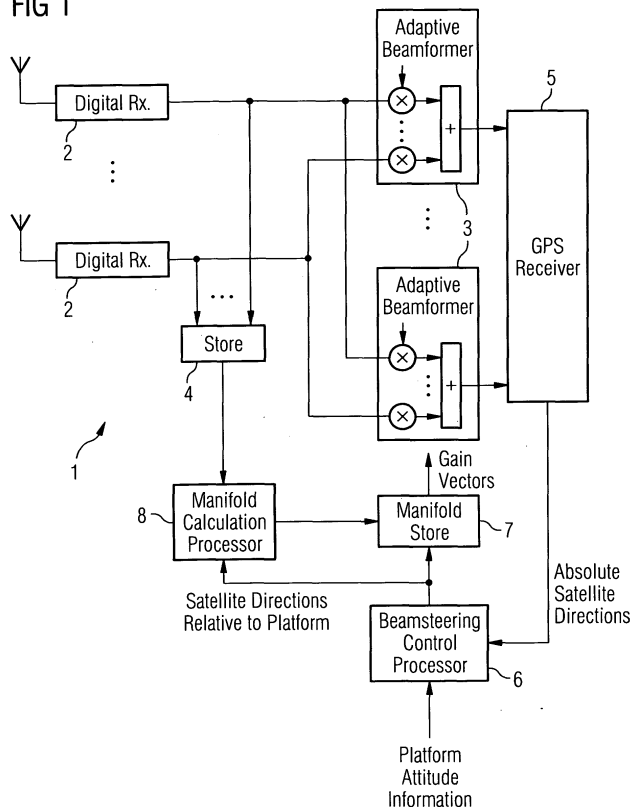 FIG 1
Adaptive
Beamformer
Digital Rx.
2
+
5
3
GPS
Receiver
Digital Rx.
2
Adaptive
Beamformer
Store
4
+
1
Gain
Vectors
8
Manifold
Calculation
Processor
Manifold
Store
7
Absolute
Satellite
Directions
Satellite Directions
Relative to Platform
Beamsteering
Control
Processor
6
Platform
Attitude
Information